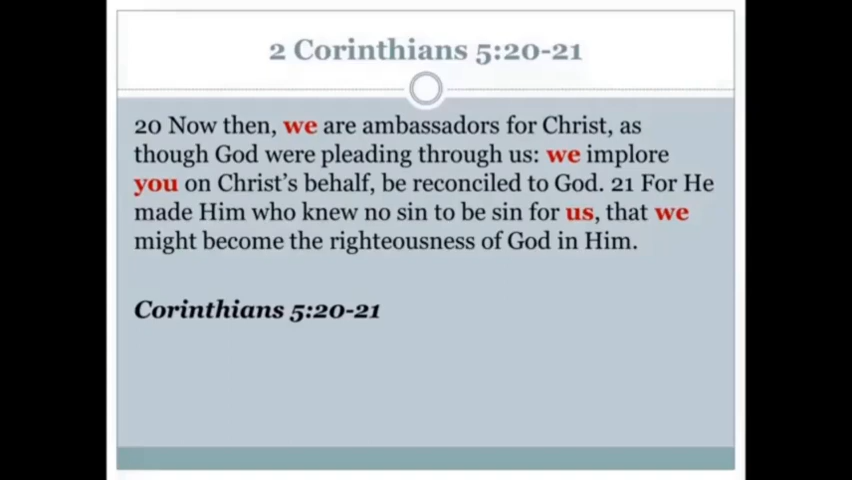 2 Corinthians 5:20-21
20 Now then, we are ambassadors for Christ, as
though God were pleading through us: we implore
you on Christ's behalf, be reconciled to God. 21 For He
made Him who knew no sin to be sin for us, that we
might become the righteousness of God in Him.
Corinthians 5:20-21